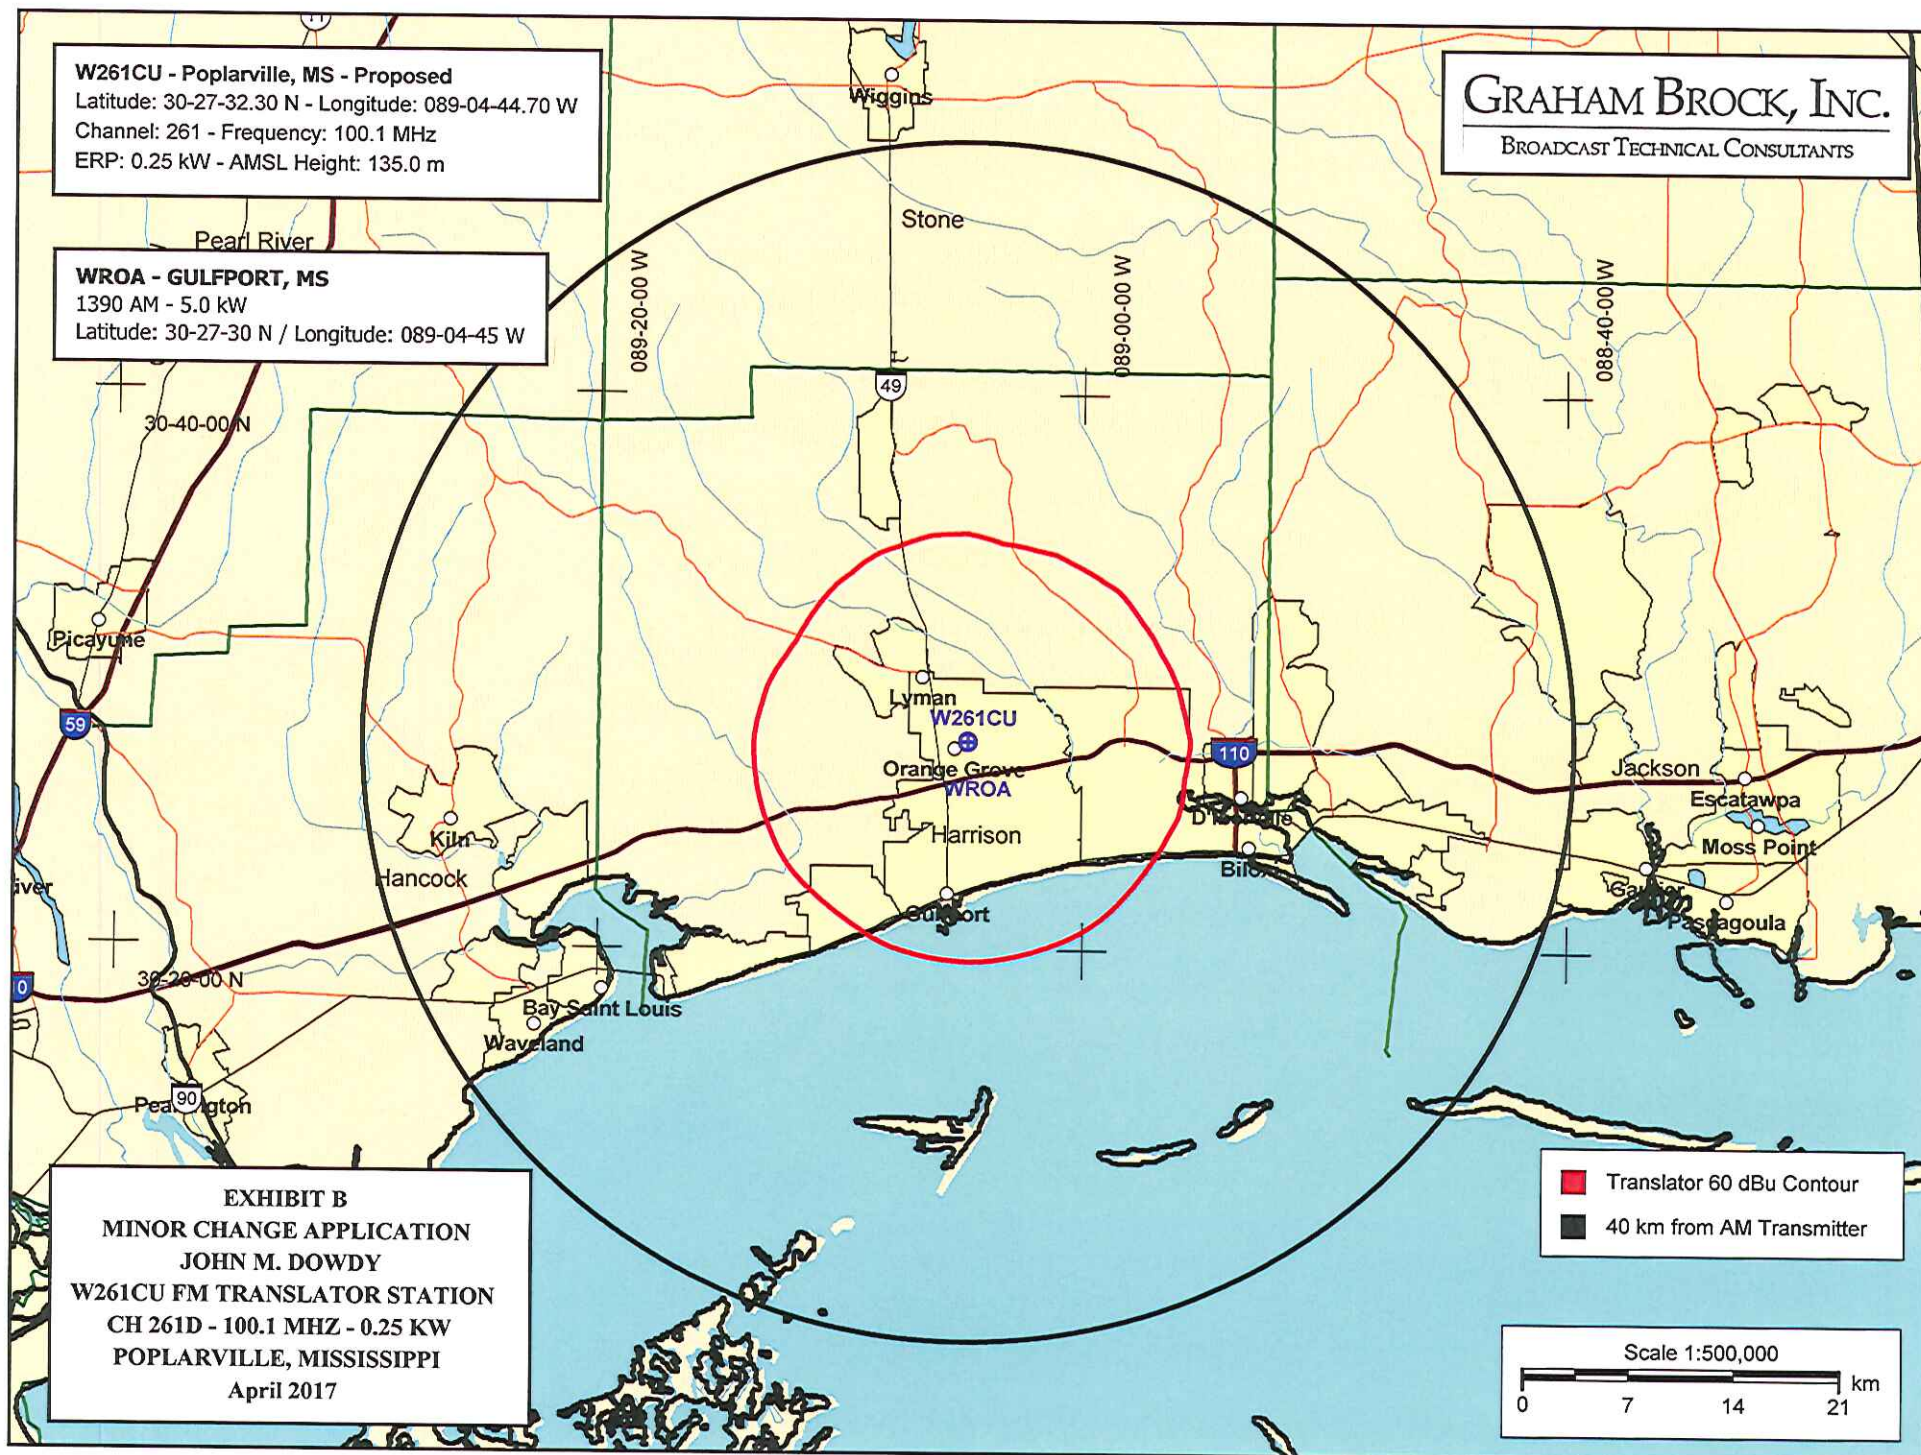 W261CU - Poplarville, MS - Proposed
Latitude: 30-27-32.30 N - Longitude: 089-04-44.70 W
Channel: 261 - Frequency: 100.1 MHz
ERP: 0.25 kW - AMSL Height: 135.0 m
GRAHAM BROCK, INC.
BROADCAST TECHNICAL CONSULTANTS
Wiggins
Stone
Pearl River
WROA - GULFPORT, MS
1390 AM - 5.0 kW
Latitude: 30-27-30 N / Longitude: 089-04-45 W
089-20-00 W
089-00-00 W
088-40-00 W
49
30-40-00 N
Picayune
59
Lyman
W261CU
Orange Grove
WROA
110
Jackson
Escatawpa
Moss Point
Harrison
Kiln
Hancock
Gulfport
Pascagoula
30-20-00 N
Bay Saint Louis
Waveland
90
EXHIBIT B
MINOR CHANGE APPLICATION
JOHN M. DOWDY
W261CU FM TRANSLATOR STATION
CH 261D - 100.1 MHZ - 0.25 KW
POPLARVILLE, MISSISSIPPI
April 2017
Translator 60 dBu Contour
40 km from AM Transmitter
Scale 1:500,000
km
0 7 14 21